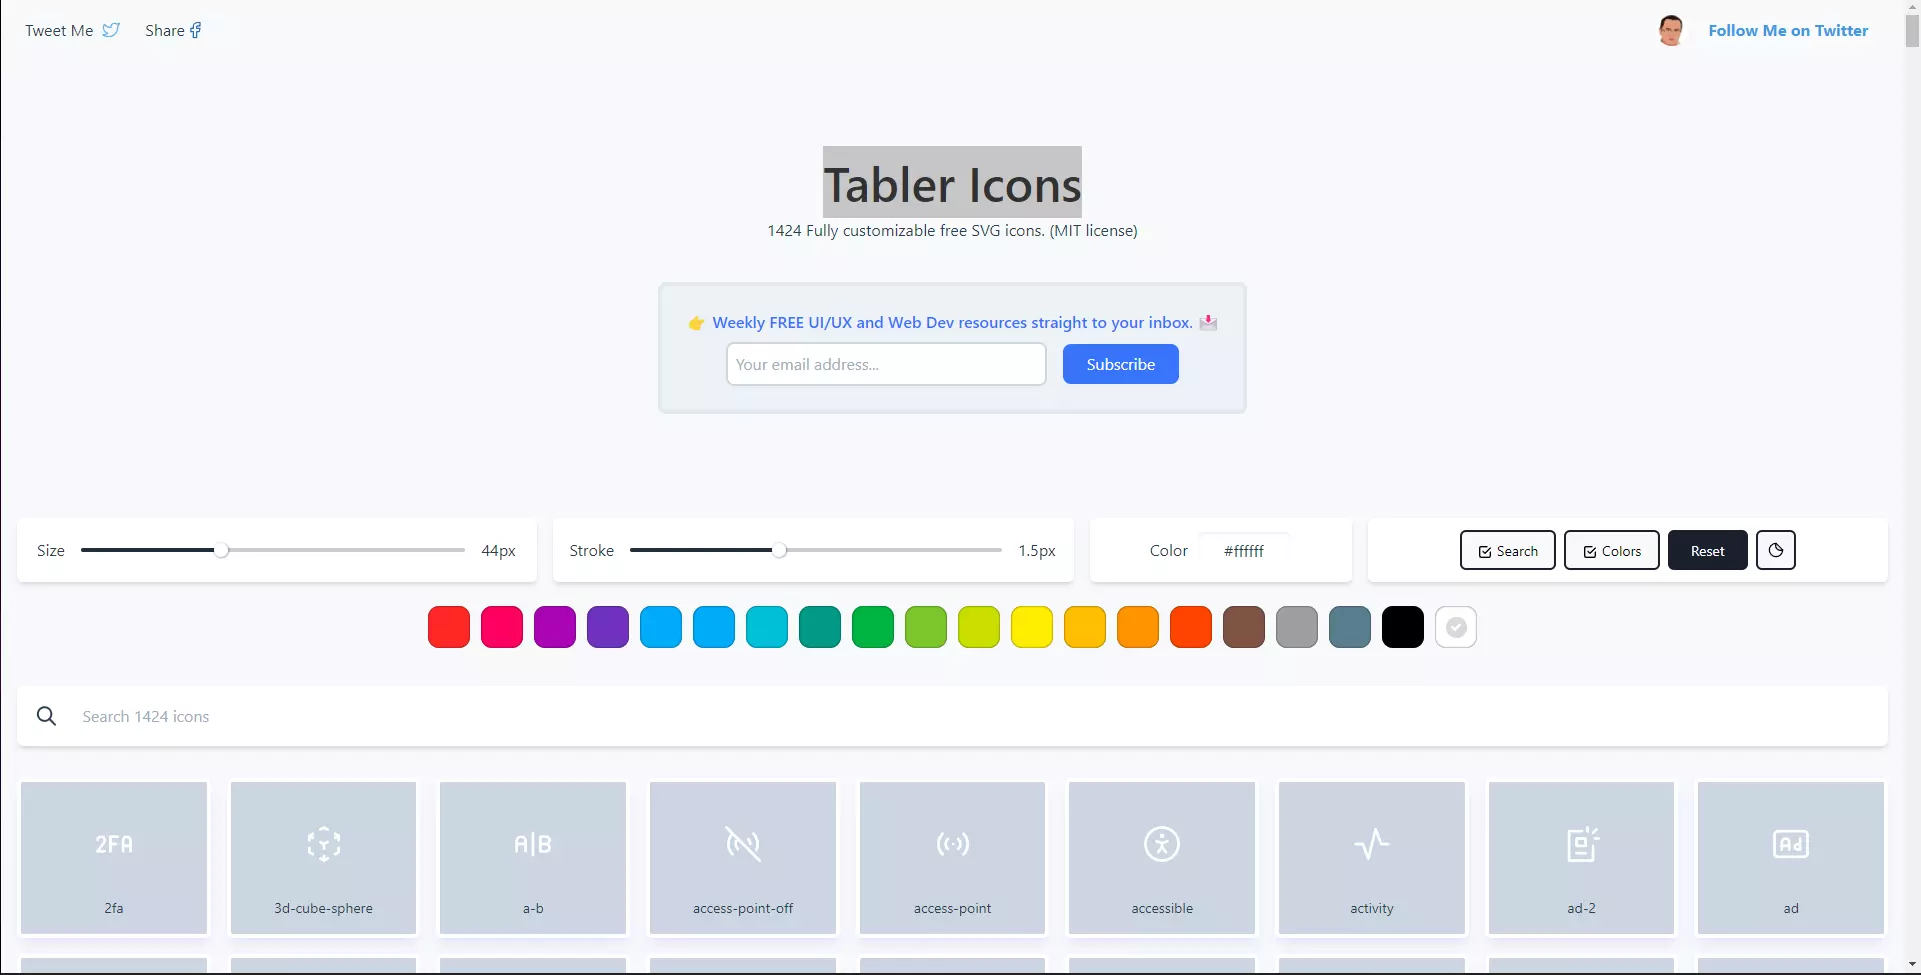 Tweet Me
Share
Follow Me on Twitter
Tabler Icons
1424 Fully customizable free SVG icons. (MIT license)
Weekly FREE UI/UX and Web Dev resources straight to your inbox.
Your email address...
Subscribe
Size
44px
Stroke
1.5px
Color
#ffffff
Search
Colors
Reset
Search 1424 icons
2FA
A|B
Ad
2fa
3d-cube-sphere
a-b
access-point-off
access-point
accessible
activity
ad-2
ad